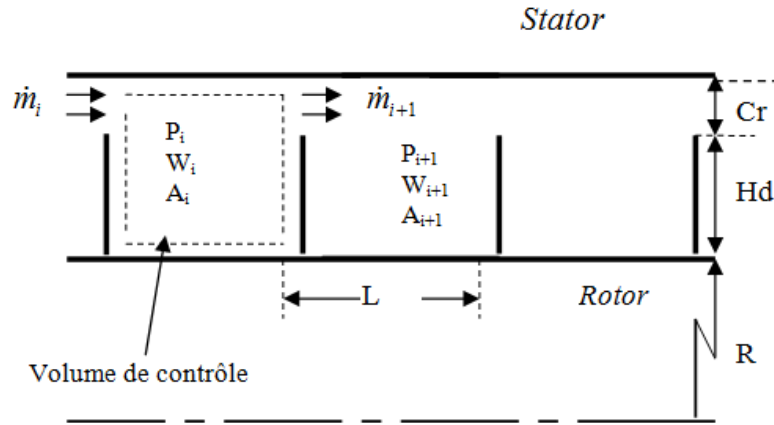 Stator
ṁᵢ
ṁᵢ₊₁
Cr
Pᵢ
Wᵢ
Aᵢ
Pᵢ₊₁
Wᵢ₊₁
Aᵢ₊₁
Hd
L
Rotor
R
Volume de contrôle